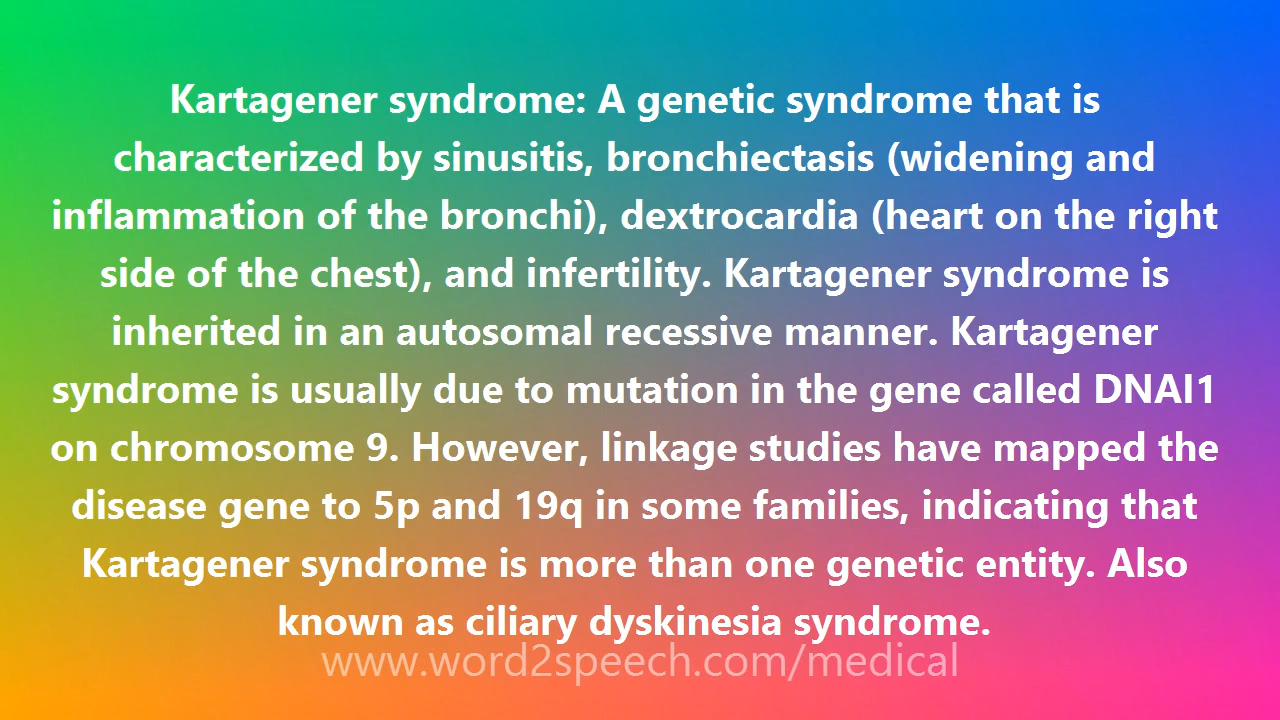 Kartagener syndrome: A genetic syndrome that is
characterized by sinusitis, bronchiectasis (widening and
inflammation of the bronchi), dextrocardia (heart on the right
side of the chest), and infertility. Kartagener syndrome is
inherited in an autosomal recessive manner. Kartagener
syndrome is usually due to mutation in the gene called DNAI1
on chromosome 9. However, linkage studies have mapped the
disease gene to 5p and 19q in some families, indicating that
Kartagener syndrome is more than one genetic entity. Also
known as ciliary dyskinesia syndrome.
www.word2speech.com/medical